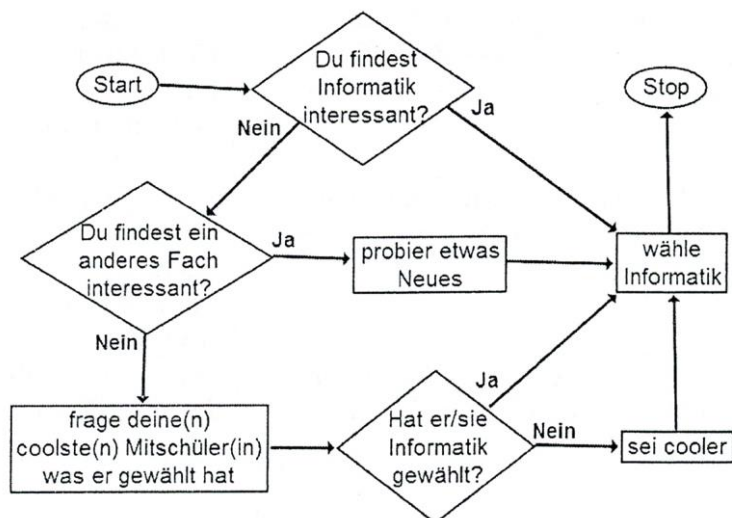 Start
Du findest
Informatik
interessant?
Stop
Nein
Ja
Du findest ein
anderes Fach
interessant?
Ja
probier etwas
Neues
wähle
Informatik
Nein
frage deine(n)
coolste(n) Mitschüler(in)
was er gewählt hat
Hat er/sie
Informatik
gewählt?
Ja
Nein
sei cooler